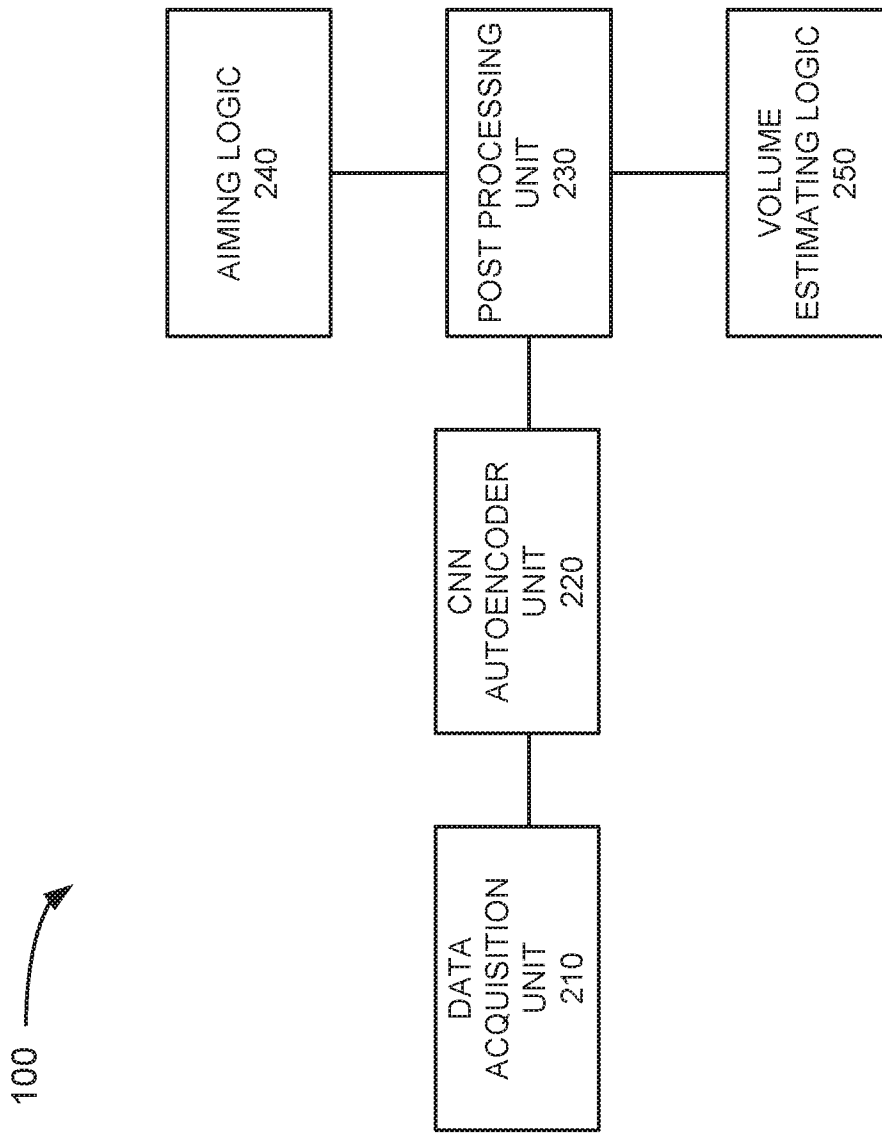 100
DATA
ACQUISITION
UNIT
210
CNN
AUTOENCODER
UNIT
220
POST PROCESSING
UNIT
230
AIMING LOGIC
240
VOLUME
ESTIMATING LOGIC
250